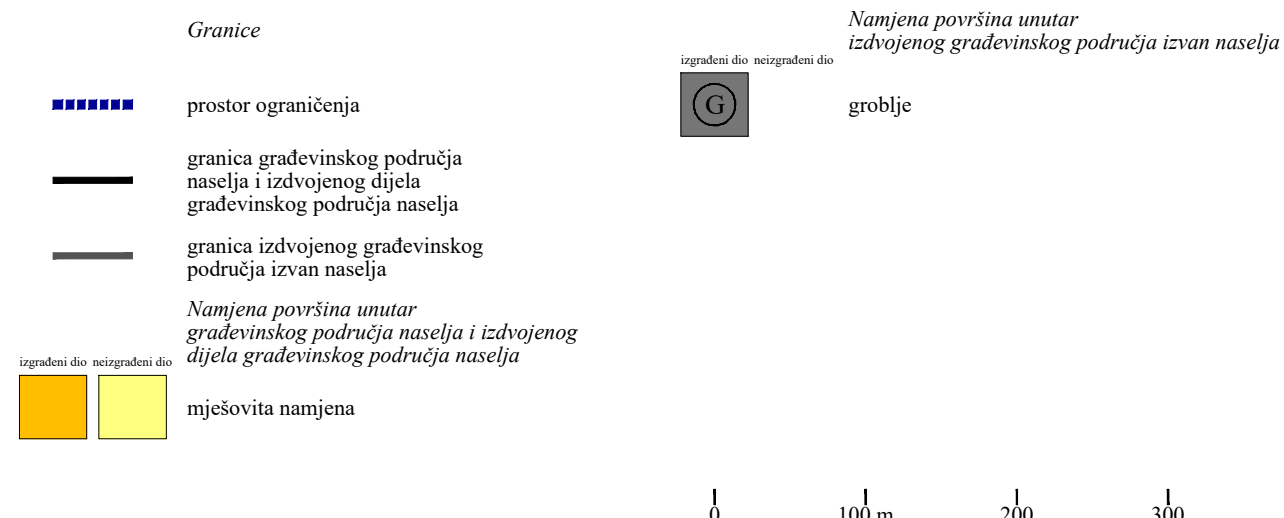 Granice
prostor ograničenja
granica građevinskog područja
naselja i izdvojenog dijela
građevinskog područja naselja
granica izdvojenog građevinskog
područja izvan naselja
Namjena površina unutar
građevinskog područja naselja i izdvojenog
dijela građevinskog područja naselja
izgrađeni dio neizgrađeni dio
mješovita namjena
Namjena površina unutar
izdvojenog građevinskog područja izvan naselja
izgrađeni dio neizgrađeni dio
G
groblje
0 100 m 200 300